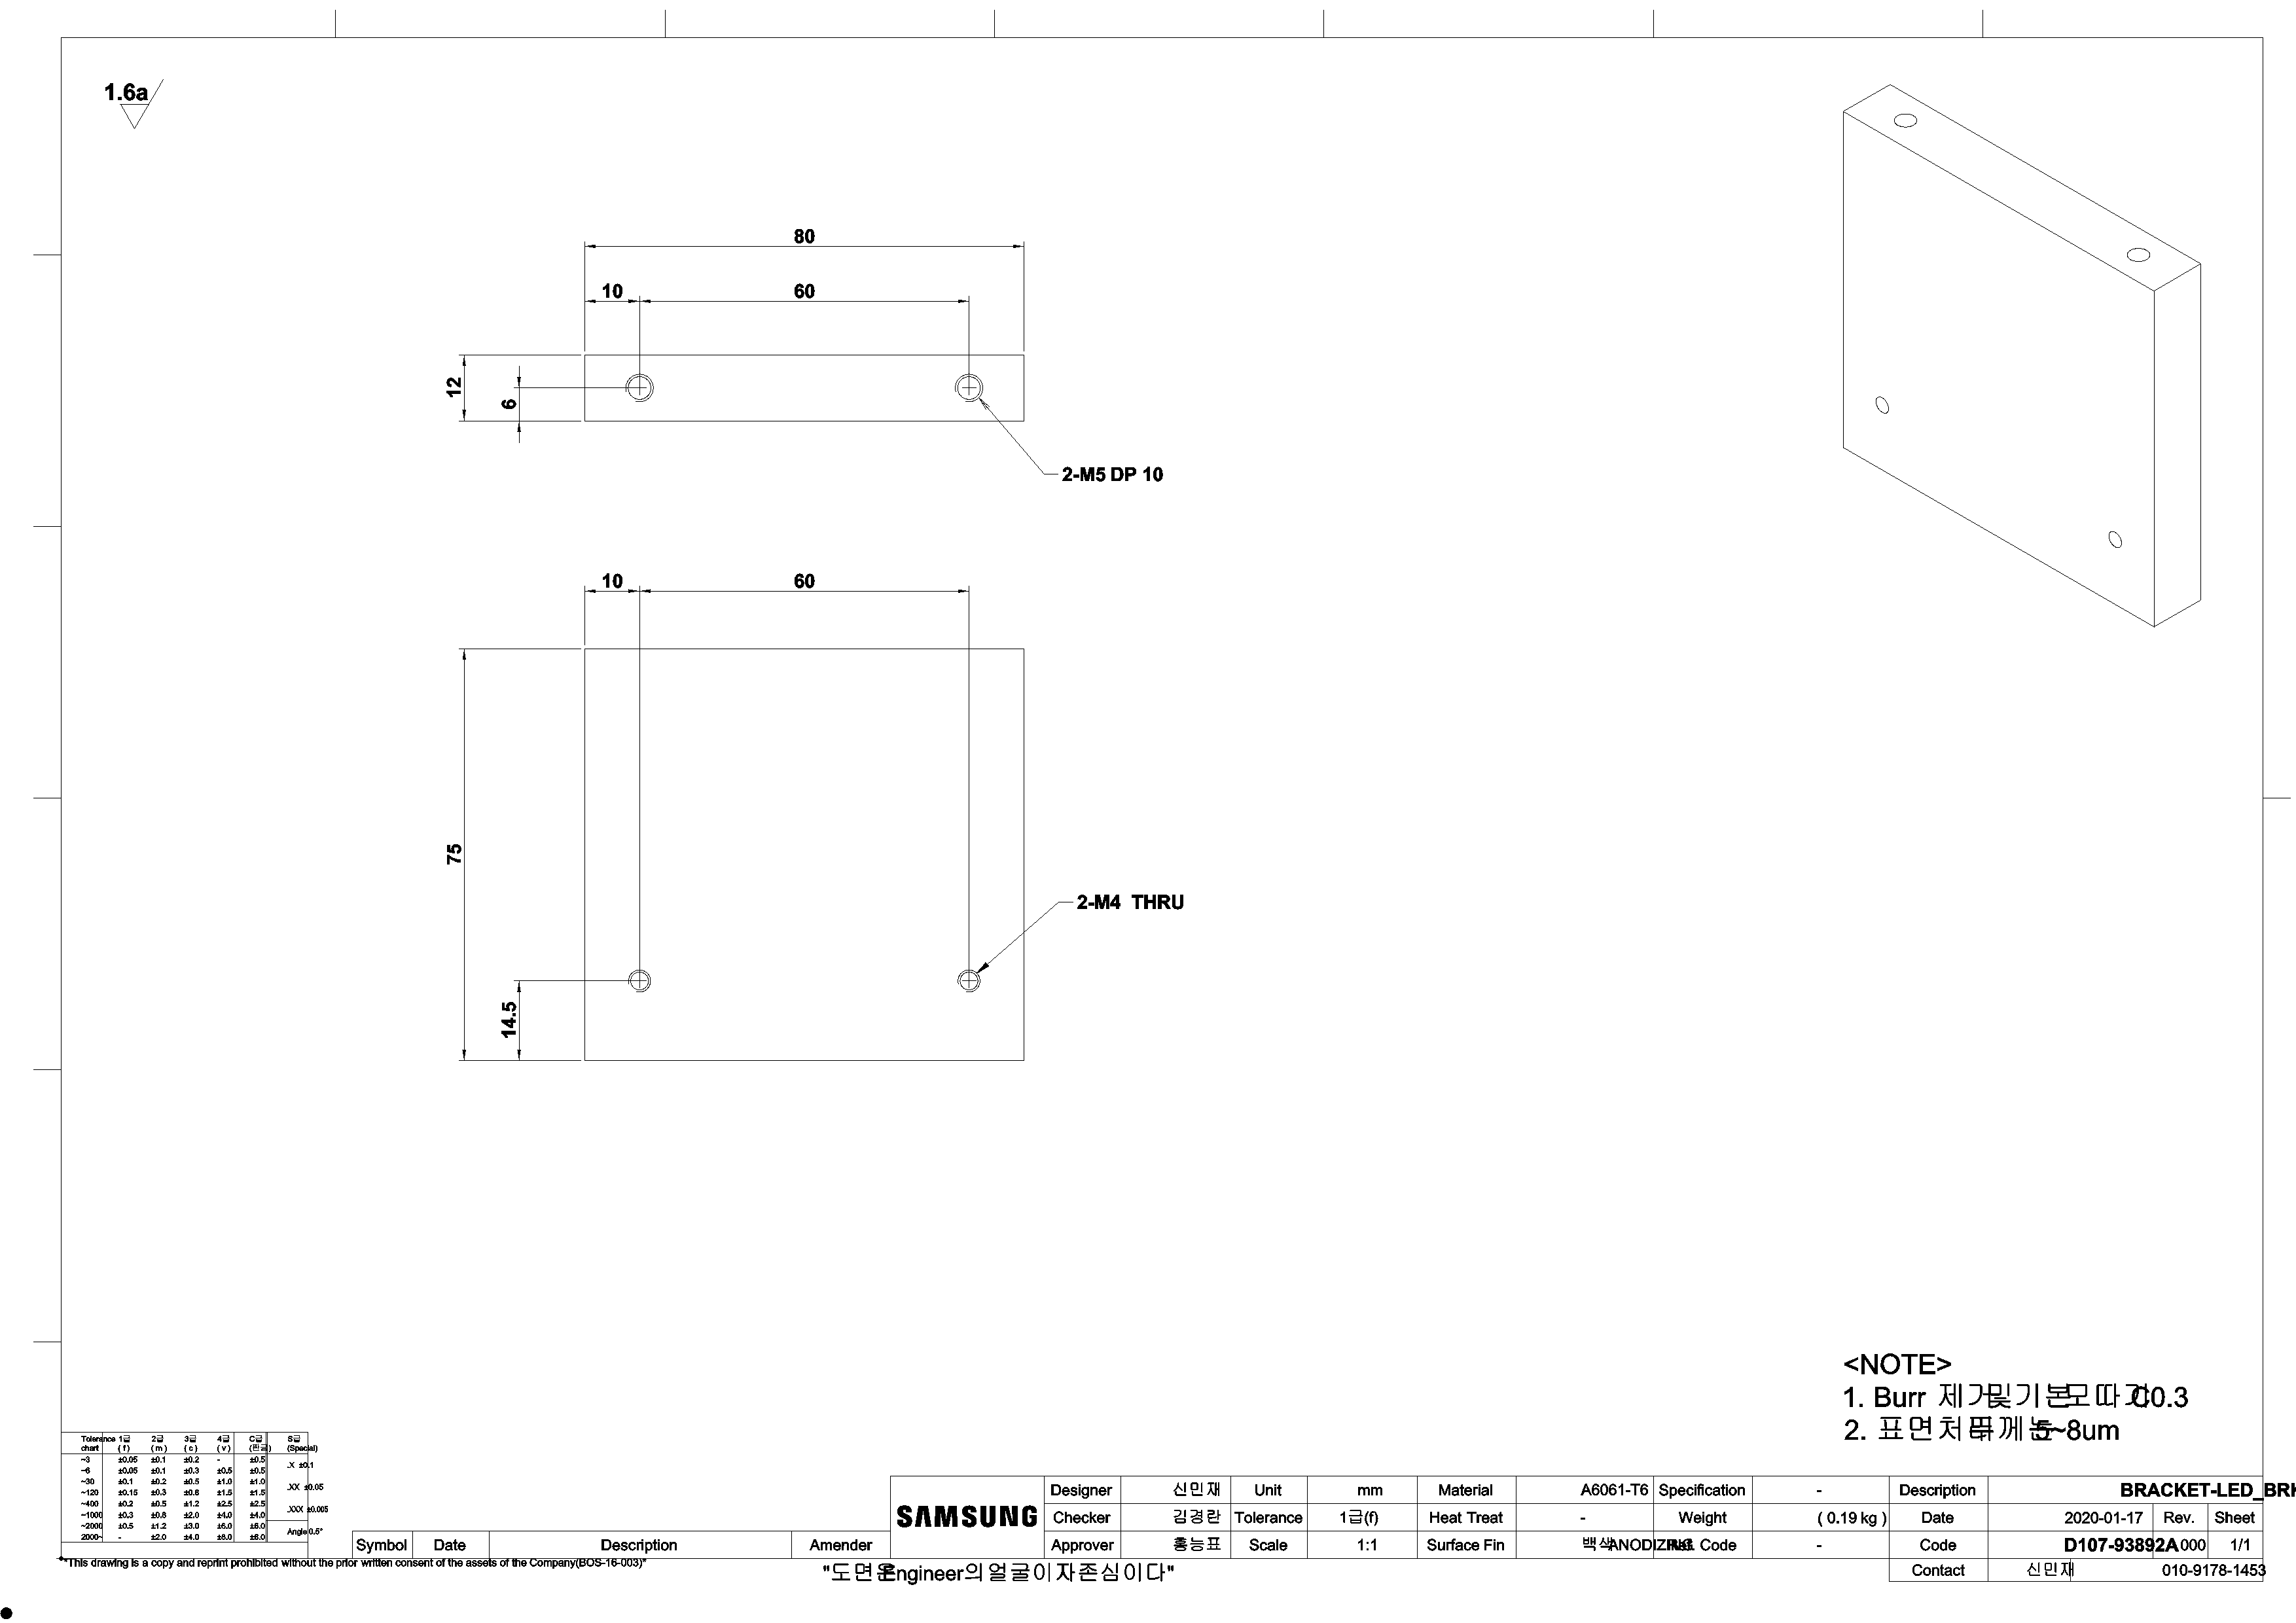 1.6a
80
10 60
12
6
2-M5 DP 10
10 60
75
2-M4 THRU
14.5
<NOTE>
1. Burr 제거 및 기본 모따기 C0.3
2. 표면처리 두께는 5~8um
Tolerance 1급 2급 3급 4급 C급 S급
chart ( f ) ( m ) ( c ) ( v ) (Special)
~3 ±0.05 ±0.1 ±0.2 - ±0.5
.X ±0.1
~6 ±0.05 ±0.1 ±0.3 ±0.5 ±0.5
~30 ±0.1 ±0.2 ±0.5 ±1.0 ±1.0
.XX ±0.05
~120 ±0.15 ±0.3 ±0.8 ±1.5 ±1.5
~400 ±0.2 ±0.5 ±1.2 ±2.5 ±2.5
.XXX ±0.005
~1000 ±0.3 ±0.8 ±2.0 ±4.0 ±4.0
~2000 ±0.5 ±1.2 ±3.0 ±6.0 ±6.0
Angle 0.5°
2000~ - ±2.0 ±4.0 ±8.0 ±8.0
Symbol Date Description Amender
SAMSUNG
Designer 신민재 Unit mm Material A6061-T6 Specification - Description BRACKET-LED_BRK
Checker 김경란 Tolerance 1급(f) Heat Treat - Weight ( 0.19 kg ) Date 2020-01-17 Rev. Sheet
Approver 홍능표 Scale 1:1 Surface Fin 백색ANODIZING Ref. Code - Code D107-93892A 000 1/1
Contact 신민재 010-9178-1453
"This drawing is a copy and reprint prohibited without the prior written consent of the assets of the Company(BOS-16-003)"
"도면은 Engineer의 얼굴이자 자존심이다"